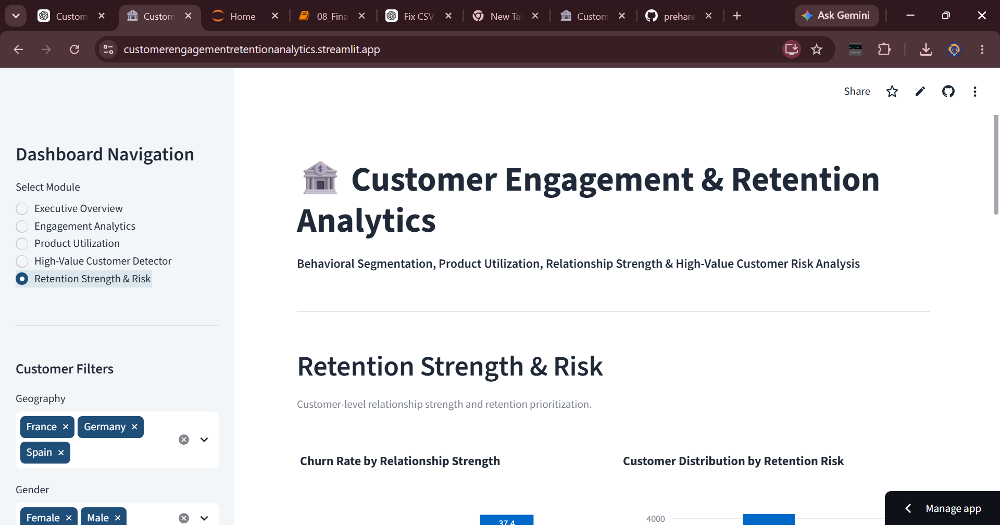 Custom
Custom
Home
08_Fina
Fix CSV
New Ta
Custom
prehare
Ask Gemini
customerengagementretentionanalytics.streamlit.app
Share
Dashboard Navigation
Select Module
Executive Overview
Engagement Analytics
Product Utilization
High-Value Customer Detector
Retention Strength & Risk
Customer Filters
Geography
France
Germany
Spain
Gender
Female
Male
Customer Engagement & Retention
Analytics
Behavioral Segmentation, Product Utilization, Relationship Strength & High-Value Customer Risk Analysis
Retention Strength & Risk
Customer-level relationship strength and retention prioritization.
Churn Rate by Relationship Strength
37.4
Customer Distribution by Retention Risk
4000
Manage app